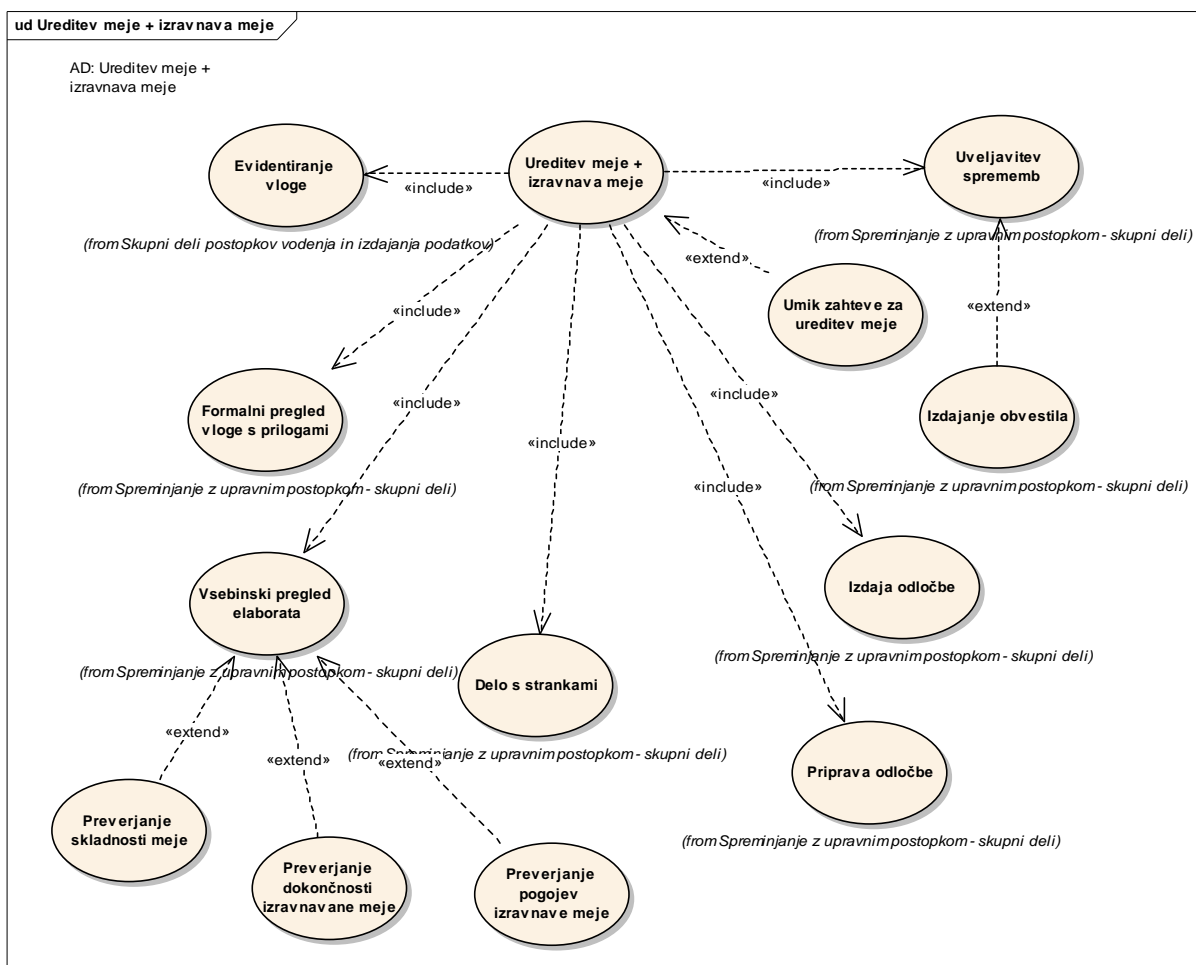 ud Ureditev meje + izravnava meje
AD: Ureditev meje +
izravnava meje
Evidentiranje
vloge
(from Skupni deli postopkov vodenja in izdajanja podatkov)
«include»
Ureditev meje +
izravnava meje
«include»
Uveljavitev
sprememb
(from Spreminjanje z upravnim postopkom - skupni deli)
«extend»
Umik zahteve za
ureditev meje
«extend»
«include»
Formalni pregled
vloge s prilogami
(from Spreminjanje z upravnim postopkom - skupni deli)
«include»
«include»
«include»
Izdajanje obvestila
(from Spreminjanje z upravnim postopkom - skupni deli)
«include»
Vsebinski pregled
elaborata
(from Spreminjanje z upravnim postopkom - skupni deli)
Izdaja odločbe
(from Spreminjanje z upravnim postopkom - skupni deli)
Delo s strankami
(from Spreminjanje z upravnim postopkom - skupni deli)
«extend»
«extend»
«extend»
Priprava odločbe
(from Spreminjanje z upravnim postopkom - skupni deli)
Preverjanje
skladnosti meje
Preverjanje
dokončnosti
izravnavane meje
Preverjanje
pogojev
izravnave meje